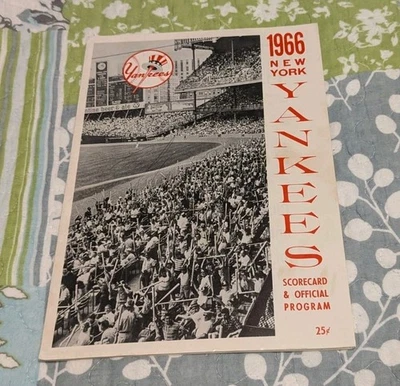 1966
NEW
YORK
YANKEES
Yankees
SCORECARD
& OFFICIAL
PROGRAM
25¢